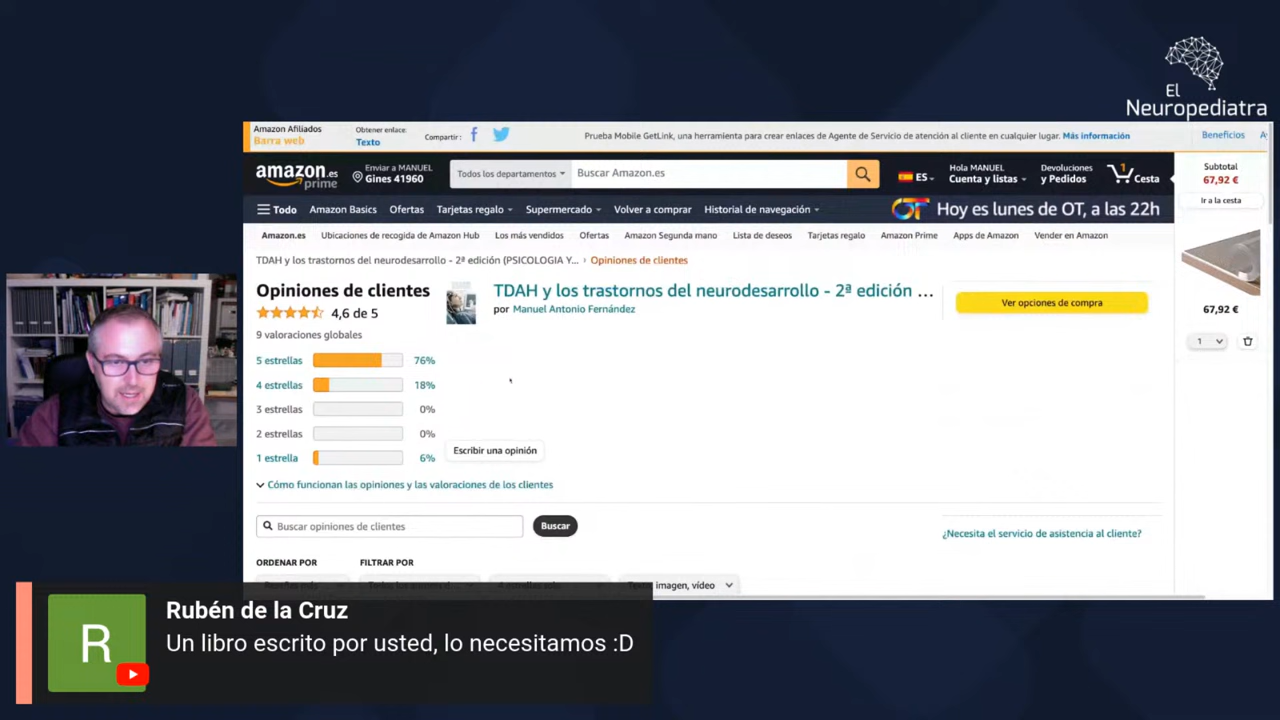 El
Neuropediatra
Amazon Afiliados
Barra web
Obtener enlace:
Texto
Compartir :
Prueba Mobile GetLink, una herramienta para crear enlaces de Agente de Servicio de atención al cliente en cualquier lugar. Más información
Beneficios
amazon.es
prime
Enviar a MANUEL
Gines 41960
Todos los departamentos
Buscar Amazon.es
ES
Hola MANUEL
Cuenta y listas
Devoluciones
y Pedidos
1
Cesta
Subtotal
67,92 €
Ir a la cesta
Todo
Amazon Basics
Ofertas
Tarjetas regalo
Supermercado
Volver a comprar
Historial de navegación
OT
Hoy es lunes de OT, a las 22h
Amazon.es
Ubicaciones de recogida de Amazon Hub
Los más vendidos
Ofertas
Amazon Segunda mano
Lista de deseos
Tarjetas regalo
Amazon Prime
Apps de Amazon
Vender en Amazon
TDAH y los trastornos del neurodesarrollo - 2ª edición (PSICOLOGIA Y... › Opiniones de clientes
Opiniones de clientes
4,6 de 5
9 valoraciones globales
5 estrellas 76%
4 estrellas 18%
3 estrellas 0%
2 estrellas 0%
1 estrella 6%
Cómo funcionan las opiniones y las valoraciones de los clientes
TDAH y los trastornos del neurodesarrollo - 2ª edición ...
por Manuel Antonio Fernández
Escribir una opinión
Ver opciones de compra
67,92 €
1
Buscar opiniones de clientes
Buscar
¿Necesita el servicio de asistencia al cliente?
ORDENAR POR
FILTRAR POR
imagen, vídeo
R
Rubén de la Cruz
Un libro escrito por usted, lo necesitamos :D